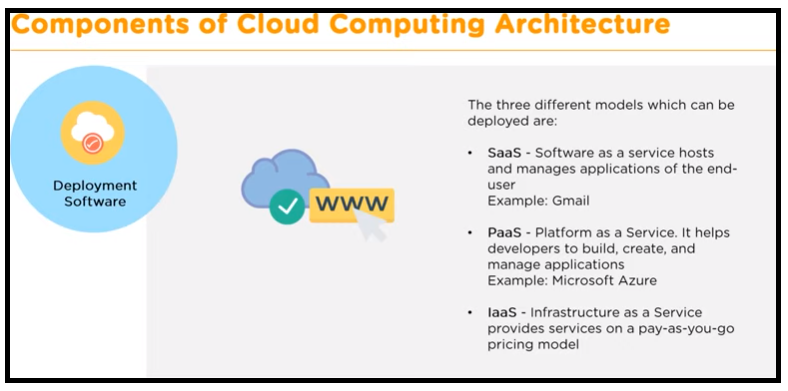 Components of Cloud Computing Architecture
Deployment
Software
WWW
The three different models which can be
deployed are:
• SaaS - Software as a service hosts
and manages applications of the end-
user
Example: Gmail
• PaaS - Platform as a Service. It helps
developers to build, create, and
manage applications
Example: Microsoft Azure
• IaaS - Infrastructure as a Service
provides services on a pay-as-you-go
pricing model